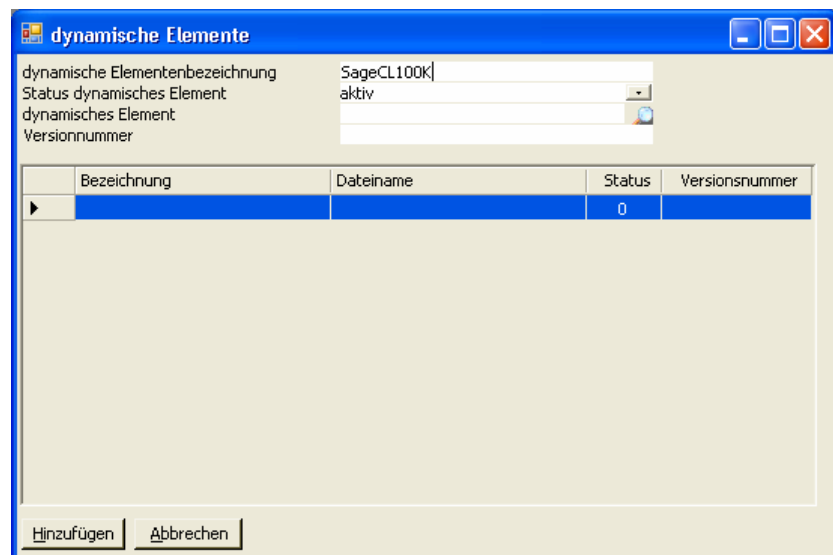 dynamische Elemente
dynamische Elementenbezeichnung SageCL100K
Status dynamisches Element aktiv
dynamisches Element
Versionnummer
Bezeichnung Dateiname Status Versionsnummer
0
Hinzufügen Abbrechen